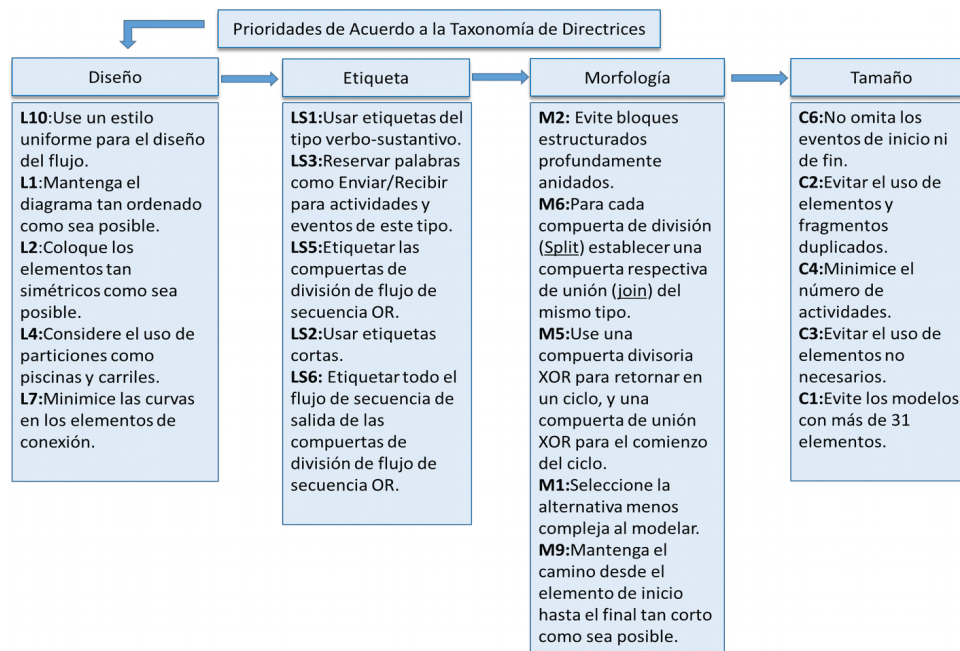 Prioridades de Acuerdo a la Taxonomía de Directrices
Diseño
L10:Use un estilo
uniforme para el diseño
del flujo.
L1:Mantenga el
diagrama tan ordenado
como sea posible.
L2:Coloque los
elementos tan
simétricos como sea
posible.
L4:Considere el uso de
particiones como
piscinas y carriles.
L7:Minimice las curvas
en los elementos de
conexión.
Etiqueta
LS1:Usar etiquetas del
tipo verbo-sustantivo.
LS3:Reservar palabras
como Enviar/Recibir
para actividades y
eventos de este tipo.
LS5:Etiquetar las
compuertas de
división de flujo de
secuencia OR.
LS2:Usar etiquetas
cortas.
LS6: Etiquetar todo el
flujo de secuencia de
salida de las
compuertas de
división de flujo de
secuencia OR.
Morfología
M2: Evite bloques
estructurados
profundamente
anidados.
M6:Para cada
compuerta de división
(Split) establecer una
compuerta respectiva
de unión (join) del
mismo tipo.
M5:Use una
compuerta divisoria
XOR para retornar en
un ciclo, y una
compuerta de unión
XOR para el comienzo
del ciclo.
M1:Seleccione la
alternativa menos
compleja al modelar.
M9:Mantenga el
camino desde el
elemento de inicio
hasta el final tan corto
como sea posible.
Tamaño
C6:No omita los
eventos de inicio ni
de fin.
C2:Evitar el uso de
elementos y
fragmentos
duplicados.
C4:Minimice el
número de
actividades.
C3:Evitar el uso de
elementos no
necesarios.
C1:Evite los modelos
con más de 31
elementos.